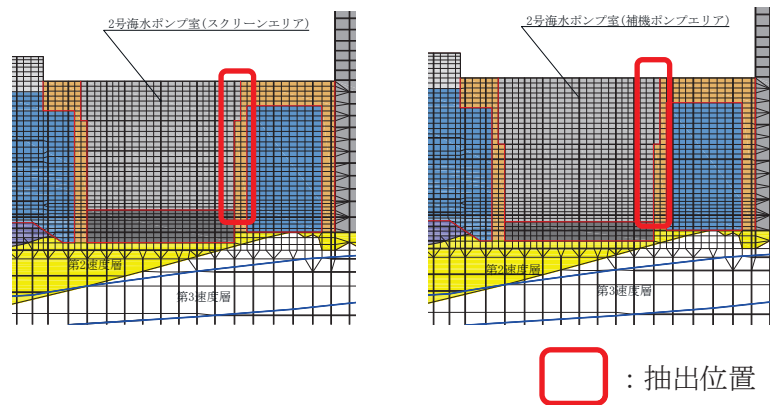 2号海水ポンプ室(スクリーンエリア)
2号海水ポンプ室(補機ポンプエリア)
第2速度層
第3速度層
第2速度層
第3速度層
：抽出位置